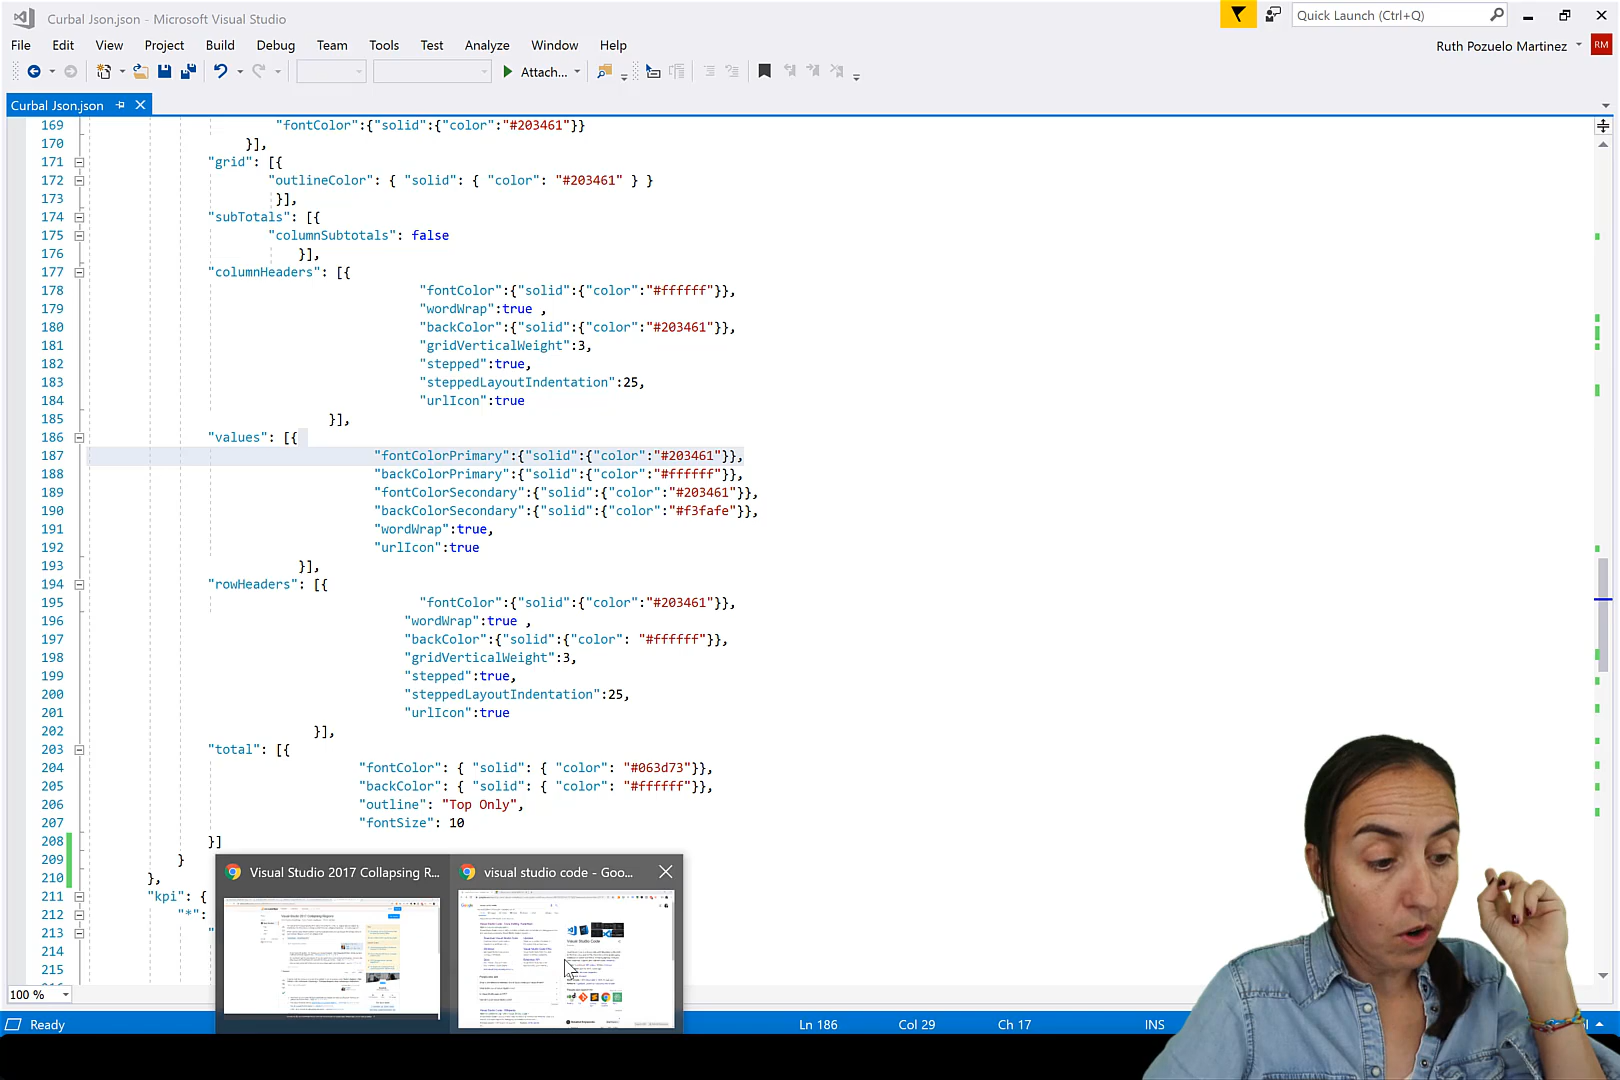 Curbal Json.json - Microsoft Visual Studio
Quick Launch (Ctrl+Q)
File Edit View Project Build Debug Team Tools Test Analyze Window Help
Ruth Pozuelo Martinez RM
Attach...
Curbal Json.json
169 "fontColor":{"solid":{"color":"#203461"}}
170 }],
171 "grid": [{
172 "outlineColor": { "solid": { "color": "#203461" } }
173 }],
174 "subTotals": [{
175 "columnSubtotals": false
176 }],
177 "columnHeaders": [{
178 "fontColor":{"solid":{"color":"#ffffff"}},
179 "wordWrap":true ,
180 "backColor":{"solid":{"color":"#203461"}},
181 "gridVerticalWeight":3,
182 "stepped":true,
183 "steppedLayoutIndentation":25,
184 "urlIcon":true
185 }],
186 "values": [{
187 "fontColorPrimary":{"solid":{"color":"#203461"}},
188 "backColorPrimary":{"solid":{"color":"#ffffff"}},
189 "fontColorSecondary":{"solid":{"color":"#203461"}},
190 "backColorSecondary":{"solid":{"color":"#f3fafe"}},
191 "wordWrap":true,
192 "urlIcon":true
193 }],
194 "rowHeaders": [{
195 "fontColor":{"solid":{"color":"#203461"}},
196 "wordWrap":true ,
197 "backColor":{"solid":{"color": "#ffffff"}},
198 "gridVerticalWeight":3,
199 "stepped":true,
200 "steppedLayoutIndentation":25,
201 "urlIcon":true
202 }],
203 "total": [{
204 "fontColor": { "solid": { "color": "#063d73"}},
205 "backColor": { "solid": { "color": "#ffffff"}},
206 "outline": "Top Only",
207 "fontSize": 10
208 }]
209 }
210 },
211 "kpi": {
212 "*":
213 "
214
215
Visual Studio 2017 Collapsing R...
visual studio code - Goo...
100 %
Ready Ln 186 Col 29 Ch 17 INS